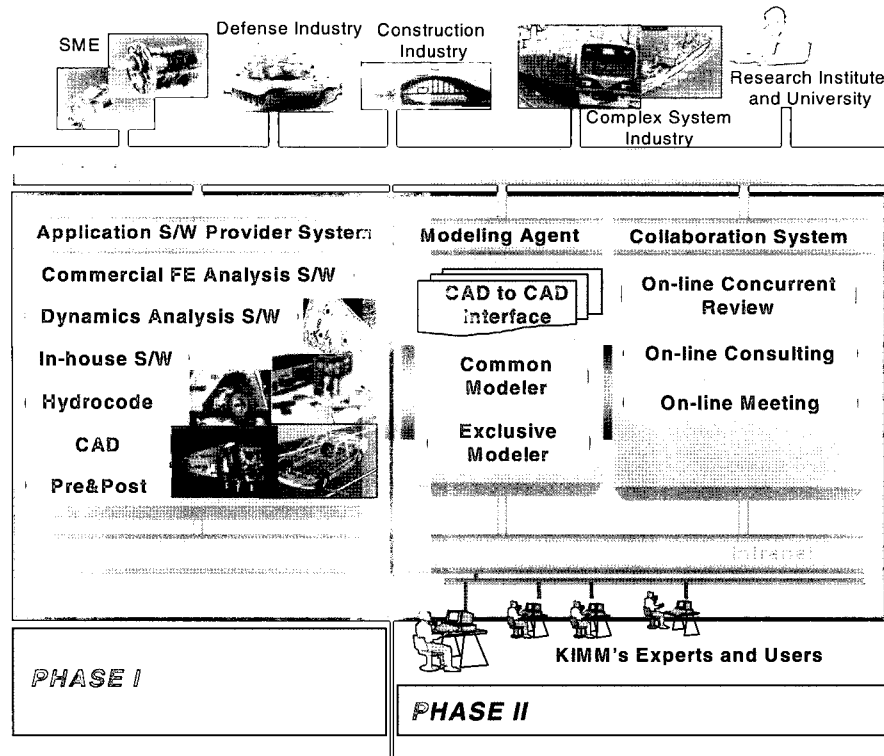 SME
Defense Industry
Construction
Industry
Research Institute
and University
Complex System
Industry
Application S/W Provider System
Commercial FE Analysis S/W
Dynamics Analysis S/W
In-house S/W
Hydrocode
CAD
Pre&Post
Modeling Agent
CAD to CAD
Interface
Common
Modeler
Exclusive
Modeler
Collaboration System
On-line Concurrent
Review
On-line Consulting
On-line Meeting
Intranet
KIMM's Experts and Users
PHASE I
PHASE II